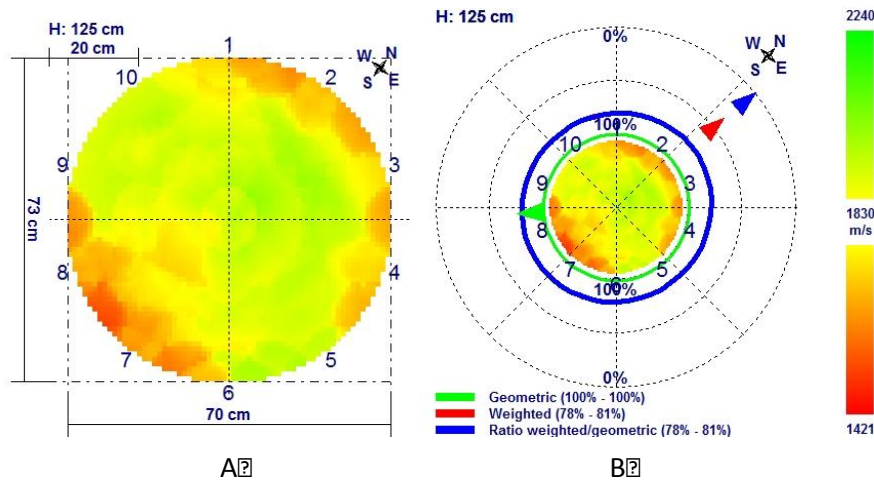 H: 125 cm
20 cm
1
2
3
4
5
6
7
8
9
10
W N
S E
73 cm
70 cm
A⍰
H: 125 cm
0%
W N
S E
100%
2
3
4
5
6
7
8
9
10
100%
0%
Geometric (100% - 100%)
Weighted (78% - 81%)
Ratio weighted/geometric (78% - 81%)
B⍰
2240
1830
m/s
1421